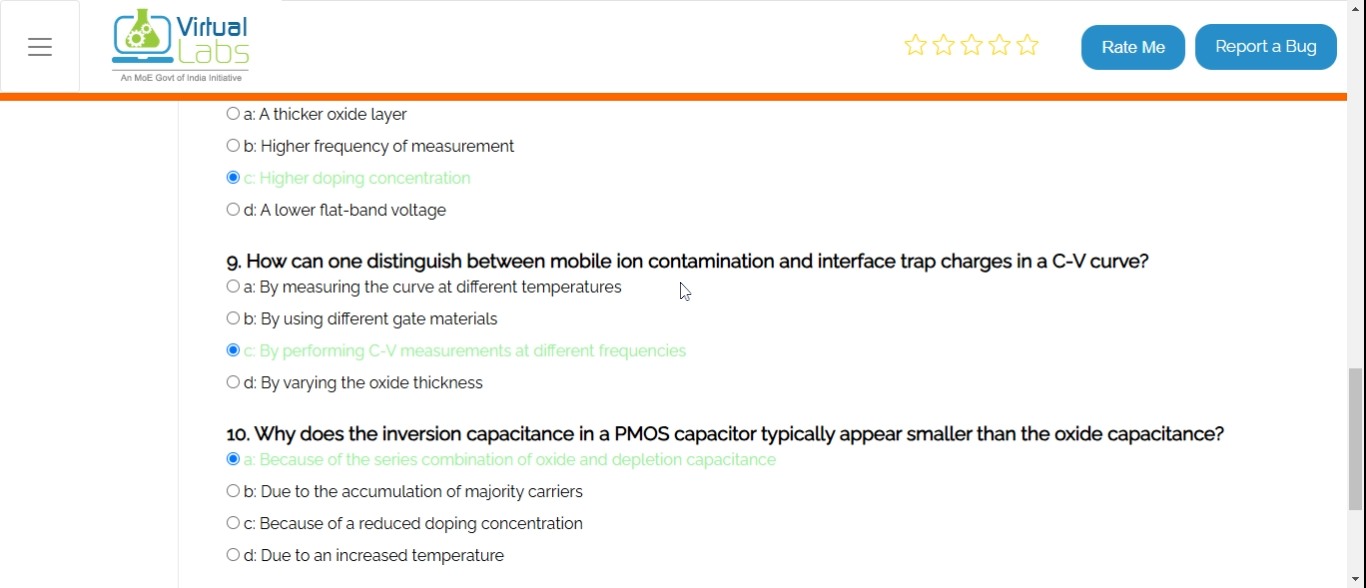 Virtual
Labs
An MoE Govt of India Initiative
Rate Me
Report a Bug
a: A thicker oxide layer
b: Higher frequency of measurement
c: Higher doping concentration
d: A lower flat-band voltage
9. How can one distinguish between mobile ion contamination and interface trap charges in a C-V curve?
a: By measuring the curve at different temperatures
b: By using different gate materials
c: By performing C-V measurements at different frequencies
d: By varying the oxide thickness
10. Why does the inversion capacitance in a PMOS capacitor typically appear smaller than the oxide capacitance?
a: Because of the series combination of oxide and depletion capacitance
b: Due to the accumulation of majority carriers
c: Because of a reduced doping concentration
d: Due to an increased temperature